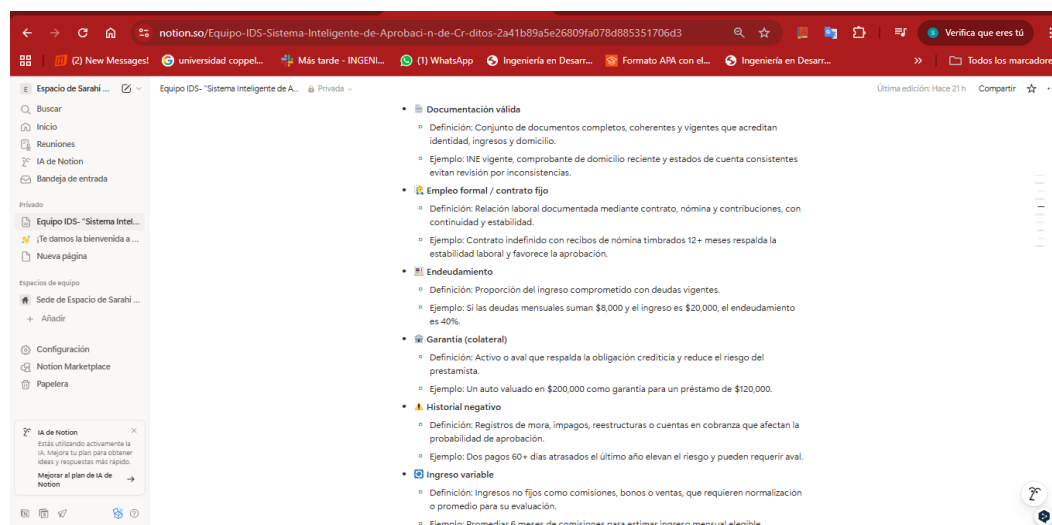 notion.so/Equipo-IDS-Sistema-Inteligente-de-Aprobaci-n-de-Cr-ditos-2a41b89a5e26809fa078d885351706d3
Verifica que eres tú
(2) New Messages!
universidad coppel...
Más tarde - INGENI...
(1) WhatsApp
Ingeniería en Desarr...
Formato APA con el...
Ingeniería en Desarr...
»
Todos los marcadores
E Espacio de Sarahi ...
Equipo IDS- "Sistema Inteligente de A...
Privada
Última edición: Hace 21 h
Compartir
Buscar
Inicio
Reuniones
IA de Notion
Bandeja de entrada
Privado
Equipo IDS- "Sistema Intel...
¡Te damos la bienvenida a ...
Nueva página
Espacios de equipo
Sede de Espacio de Sarahi ...
+ Añadir
Configuración
Notion Marketplace
Papelera
IA de Notion
Estás utilizando activamente la
IA. Mejora tu plan para obtener
ideas y respuestas más rápido.
Mejorar al plan de IA de
Notion
Documentación válida
Definición: Conjunto de documentos completos, coherentes y vigentes que acreditan
identidad, ingresos y domicilio.
Ejemplo: INE vigente, comprobante de domicilio reciente y estados de cuenta consistentes
evitan revisión por inconsistencias.
Empleo formal / contrato fijo
Definición: Relación laboral documentada mediante contrato, nómina y contribuciones, con
continuidad y estabilidad.
Ejemplo: Contrato indefinido con recibos de nómina timbrados 12+ meses respalda la
estabilidad laboral y favorece la aprobación.
Endeudamiento
Definición: Proporción del ingreso comprometido con deudas vigentes.
Ejemplo: Si las deudas mensuales suman $8,000 y el ingreso es $20,000, el endeudamiento
es 40%.
Garantía (colateral)
Definición: Activo o aval que respalda la obligación crediticia y reduce el riesgo del
prestamista.
Ejemplo: Un auto valuado en $200,000 como garantía para un préstamo de $120,000.
Historial negativo
Definición: Registros de mora, impagos, reestructuras o cuentas en cobranza que afectan la
probabilidad de aprobación.
Ejemplo: Dos pagos 60+ días atrasados el último año elevan el riesgo y pueden requerir aval.
Ingreso variable
Definición: Ingresos no fijos como comisiones, bonos o ventas, que requieren normalización
o promedio para su evaluación.
Ejemplo: Promediar 6 meses de comisiones para estimar ingreso mensual elegible.